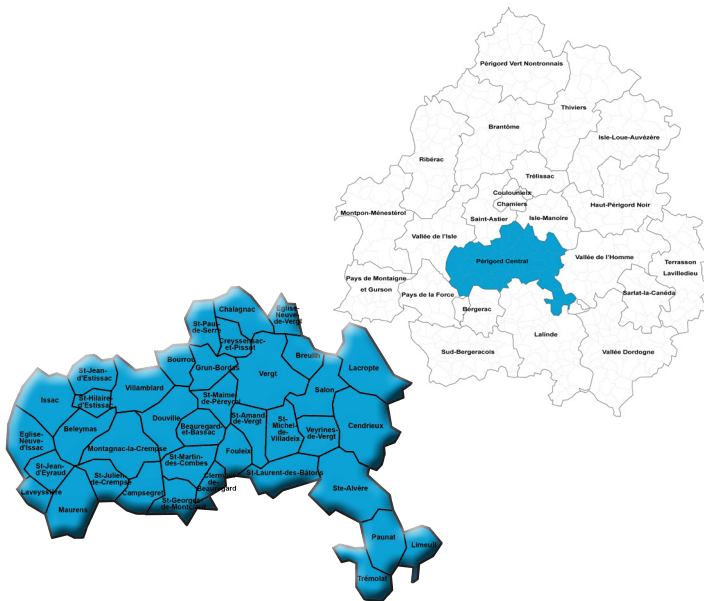 Périgord Vert Nontronnais
Thiviers
Brantôme
Isle-Loue-Auvézère
Ribérac
Trélissac
Coulounieix
Chamiers
Haut-Périgord Noir
Montpon-Ménestérol
Saint-Astier
Isle-Manoire
Vallée de l'Isle
Vallée de l'Homme
Périgord Central
Terrasson
Lavilledieu
Pays de Montaigne
et Gurson
Pays de la Force
Sarlat-la-Canéda
Bergerac
Lalinde
Sud-Bergeracois
Vallée Dordogne
Chalagnac
Eglise-
Neuve-
de-Vergt
St-Paul-
de-Serre
Creyssensac-
et-Pissot
Bourrou
Grun-Bordas
Vergt
Breuilh
Lacropte
St-Jean-
d'Estissac
Issac
Villamblard
Salon
St-Hilaire-
d'Estissac
St-Maime-
de-Péreyrol
Douville
St-Amand-
de-Vergt
St-
Michel-
de-
Villadeix
Veyrines-
de-Vergt
Cendrieux
Beleymas
Beauregard-
et-Bassac
Eglise-
Neuve-
d'Issac
Montagnac-la-Crempse
Fouleix
St-Martin-
des-Combes
St-Jean-
d'Eyraud
St-Julien-
de-Crempse
Clermont-
de-
Beauregard
St-Laurent-des-Bâtons
Laveyssière
Campsegret
St-Georges-
de-Montclard
Ste-Alvère
Maurens
Paunat
Limeuil
Trémolat